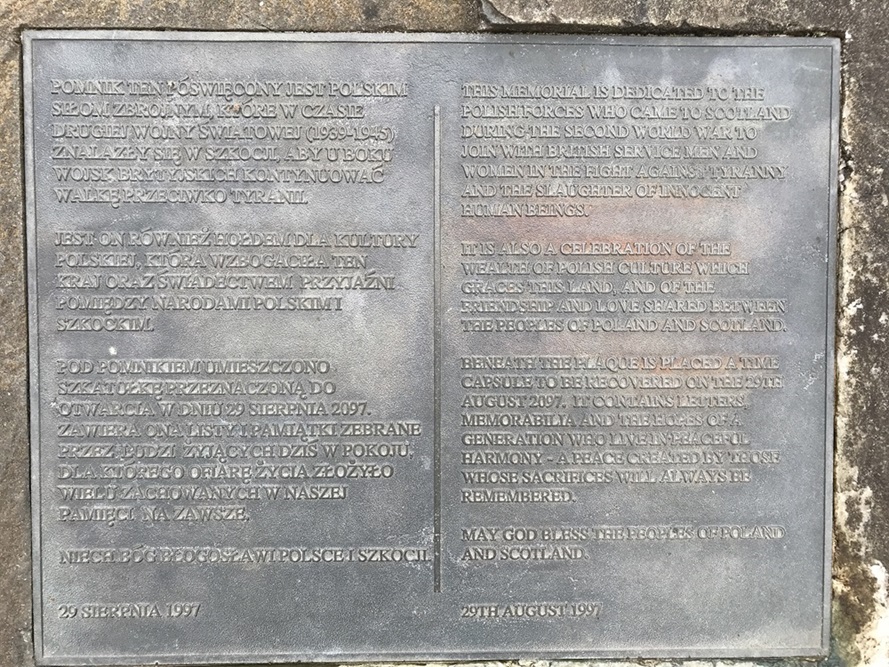 POMNIK TEN POŚWIĘCONY JEST POLSKIM
SIŁOM ZBROJNYM, KTÓRE W CZASIE
DRUGIEJ WOJNY ŚWIATOWEJ (1939-1945)
ZNALAZŁY SIĘ W SZKOCJI, ABY U BOKU
WOJSK BRYTYJSKICH KONTYNUOWAĆ
WALKĘ PRZECIWKO TYRANII.
JEST ON RÓWNIEŻ HOŁDEM DLA KULTURY
POLSKIEJ, KTÓRA WZBOGACIŁA TEN
KRAJ ORAZ ŚWIADECTWEM PRZYJAŹNI
POMIĘDZY NARODAMI POLSKIM I
SZKOCKIM.
POD POMNIKIEM UMIESZCZONO
SZKATUŁKĘ PRZEZNACZONĄ DO
OTWARCIA W DNIU 29 SIERPNIA 2097.
ZAWIERA ONA LISTY I PAMIĄTKI ZEBRANE
PRZEZ LUDZI ŻYJĄCYCH DZIŚ W POKOJU,
DLA KTÓREGO OFIARĘ ŻYCIA ZŁOŻYŁO
WIELU ZACHOWANYCH W NASZEJ
PAMIĘCI NA ZAWSZE.
NIECH BÓG BŁOGOSŁAWI POLSCE I SZKOCJI.
29 SIERPNIA 1997
THIS MEMORIAL IS DEDICATED TO THE
POLISH FORCES WHO CAME TO SCOTLAND
DURING THE SECOND WORLD WAR TO
JOIN WITH BRITISH SERVICE MEN AND
WOMEN IN THE FIGHT AGAINST TYRANNY
AND THE SLAUGHTER OF INNOCENT
HUMAN BEINGS.
IT IS ALSO A CELEBRATION OF THE
WEALTH OF POLISH CULTURE WHICH
GRACES THIS LAND, AND OF THE
FRIENDSHIP AND LOVE SHARED BETWEEN
THE PEOPLES OF POLAND AND SCOTLAND.
BENEATH THE PLAQUE IS PLACED A TIME
CAPSULE TO BE RECOVERED ON THE 29TH
AUGUST 2097. IT CONTAINS LETTERS,
MEMORABILIA AND THE HOPES OF A
GENERATION WHO LIVE IN PEACEFUL
HARMONY - A PEACE CREATED BY THOSE
WHOSE SACRIFICES WILL ALWAYS BE
REMEMBERED.
MAY GOD BLESS THE PEOPLES OF POLAND
AND SCOTLAND.
29TH AUGUST 1997